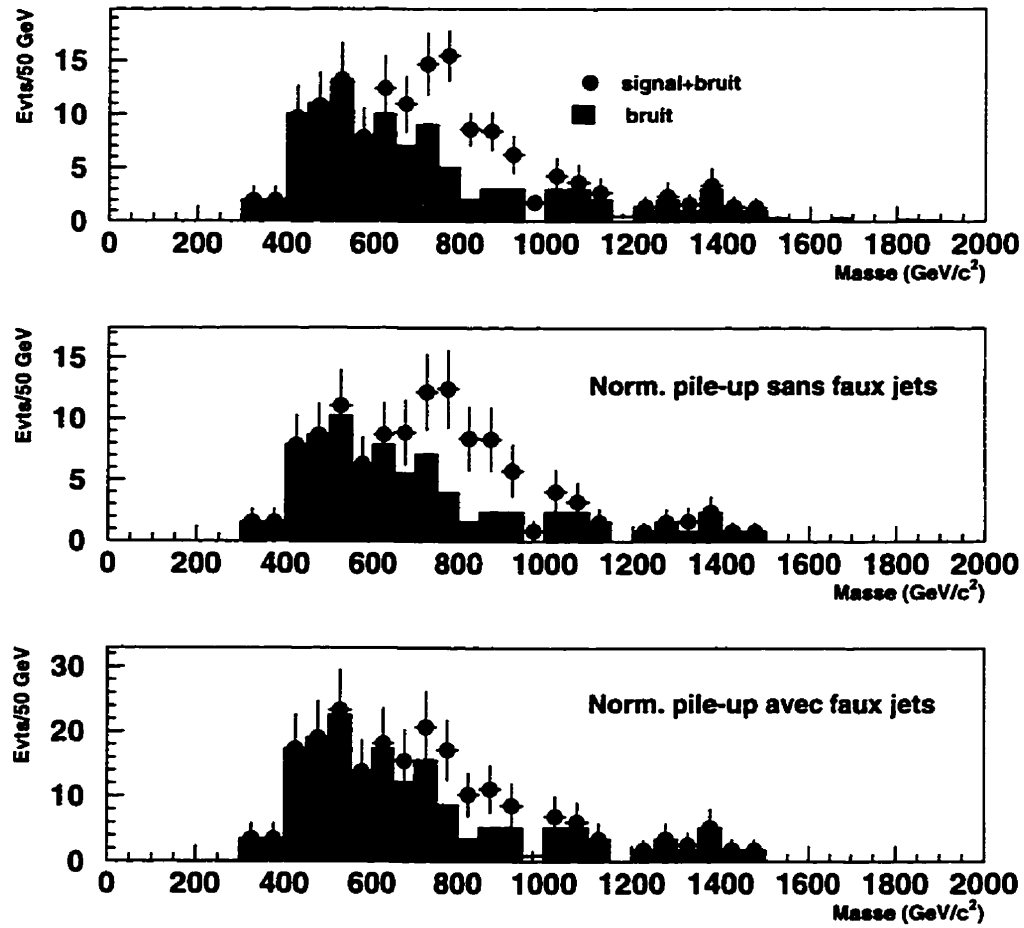 Evts/50 GeV
15
10
5
0
signal+bruit
bruit
0 200 400 600 800 1000 1200 1400 1600 1800 2000
Masse (GeV/c²)
Evts/50 GeV
15
10
5
0
Norm. pile-up sans faux jets
0 200 400 600 800 1000 1200 1400 1600 1800 2000
Masse (GeV/c²)
Evts/50 GeV
30
20
10
0
Norm. pile-up avec faux jets
0 200 400 600 800 1000 1200 1400 1600 1800 2000
Masse (GeV/c²)